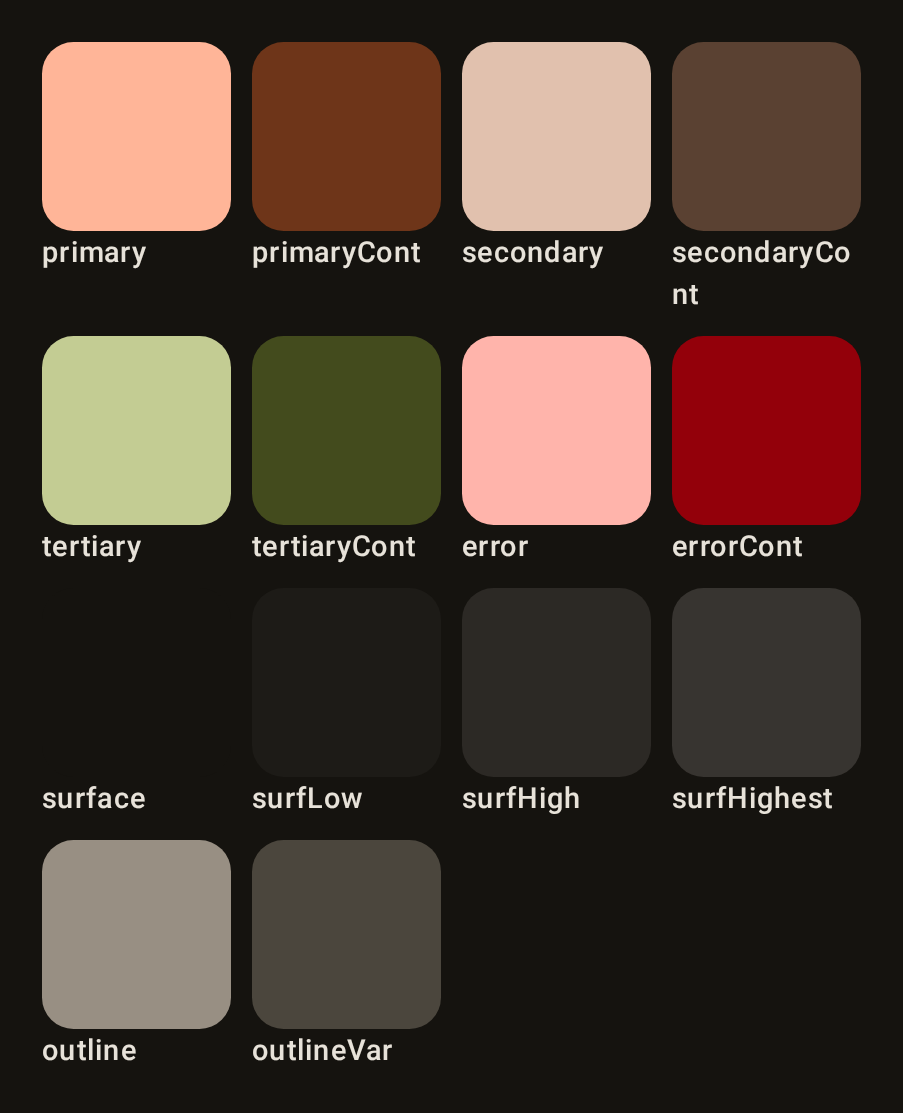 primary
primaryCont
secondary
secondaryCo
nt
tertiary
tertiaryCont
error
errorCont
surface
surfLow
surfHigh
surfHighest
outline
outlineVar